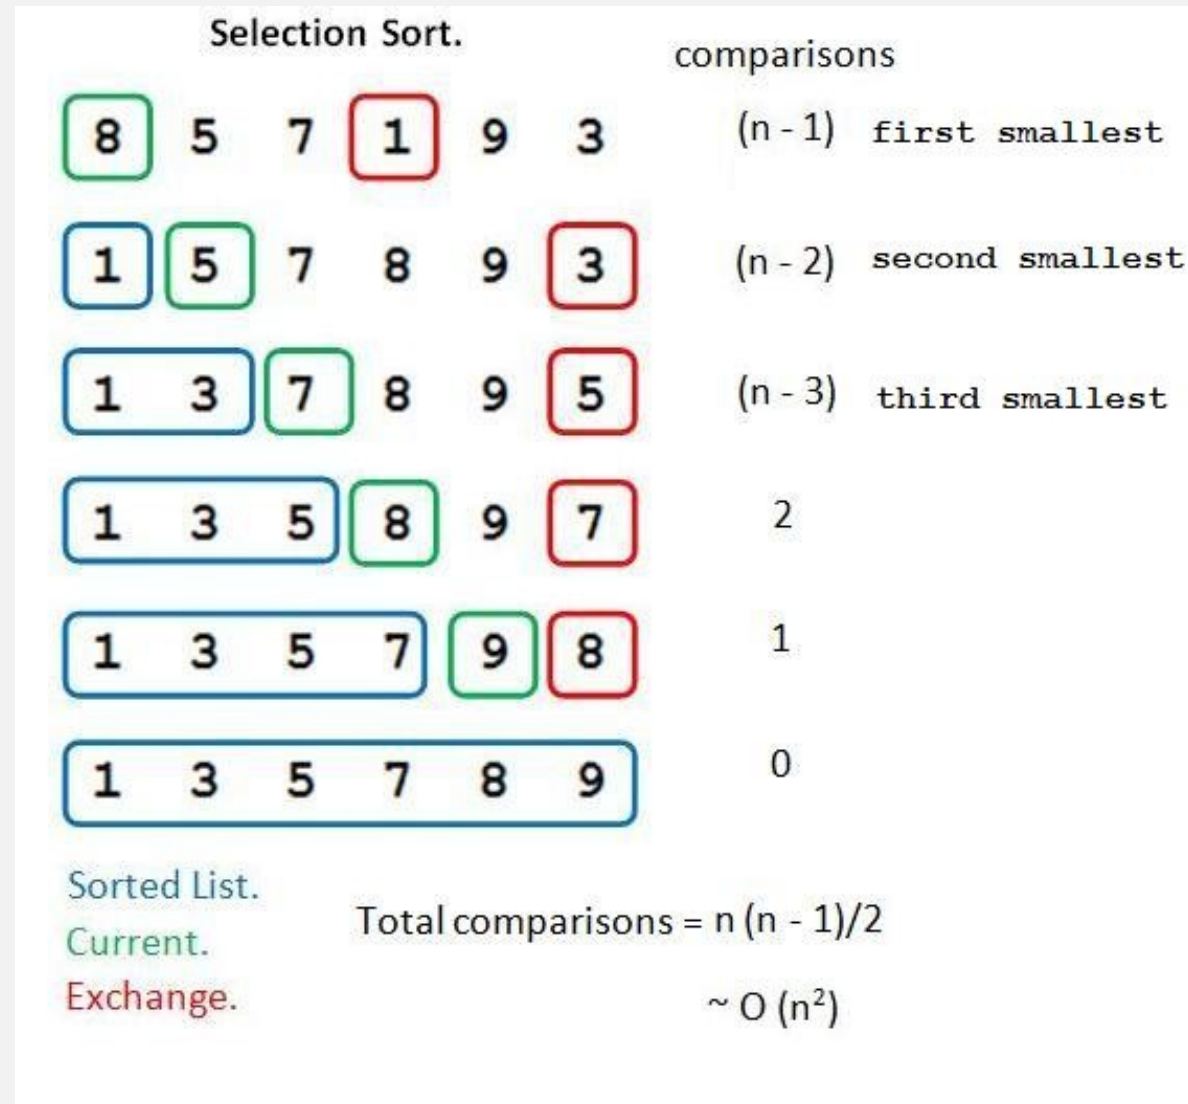 Selection Sort.
comparisons
8 5 7 1 9 3 (n - 1) first smallest
1 5 7 8 9 3 (n - 2) second smallest
1 3 7 8 9 5 (n - 3) third smallest
1 3 5 8 9 7 2
1 3 5 7 9 8 1
1 3 5 7 8 9 0
Sorted List.
Current.
Exchange.
Total comparisons = n (n - 1)/2
~ O (n²)